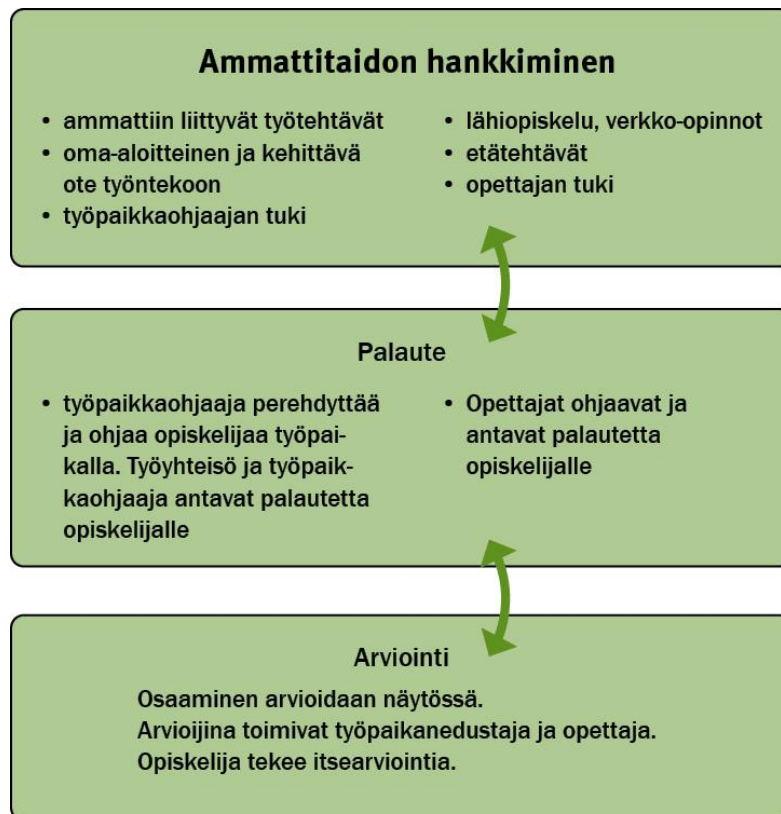 Ammattitaidon hankkiminen
• ammattiin liittyvät työtehtävät
• oma-aloitteinen ja kehittävä
ote työntekoon
• työpaikkaohjaajan tuki
• lähiopiskelu, verkko-opinnot
• etätehtävät
• opettajan tuki
Palaute
• työpaikkaohjaaja perehdyttää
ja ohjaa opiskelijaa työpai-
kalla. Työyhteisö ja työpaik-
kaohjaaja antavat palautetta
opiskelijalle
• Opettajat ohjaavat ja
antavat palautetta
opiskelijalle
Arviointi
Osaaminen arvioidaan näytössä.
Arvioijina toimivat työpaikanedustaja ja opettaja.
Opiskelija tekee itsearviointia.